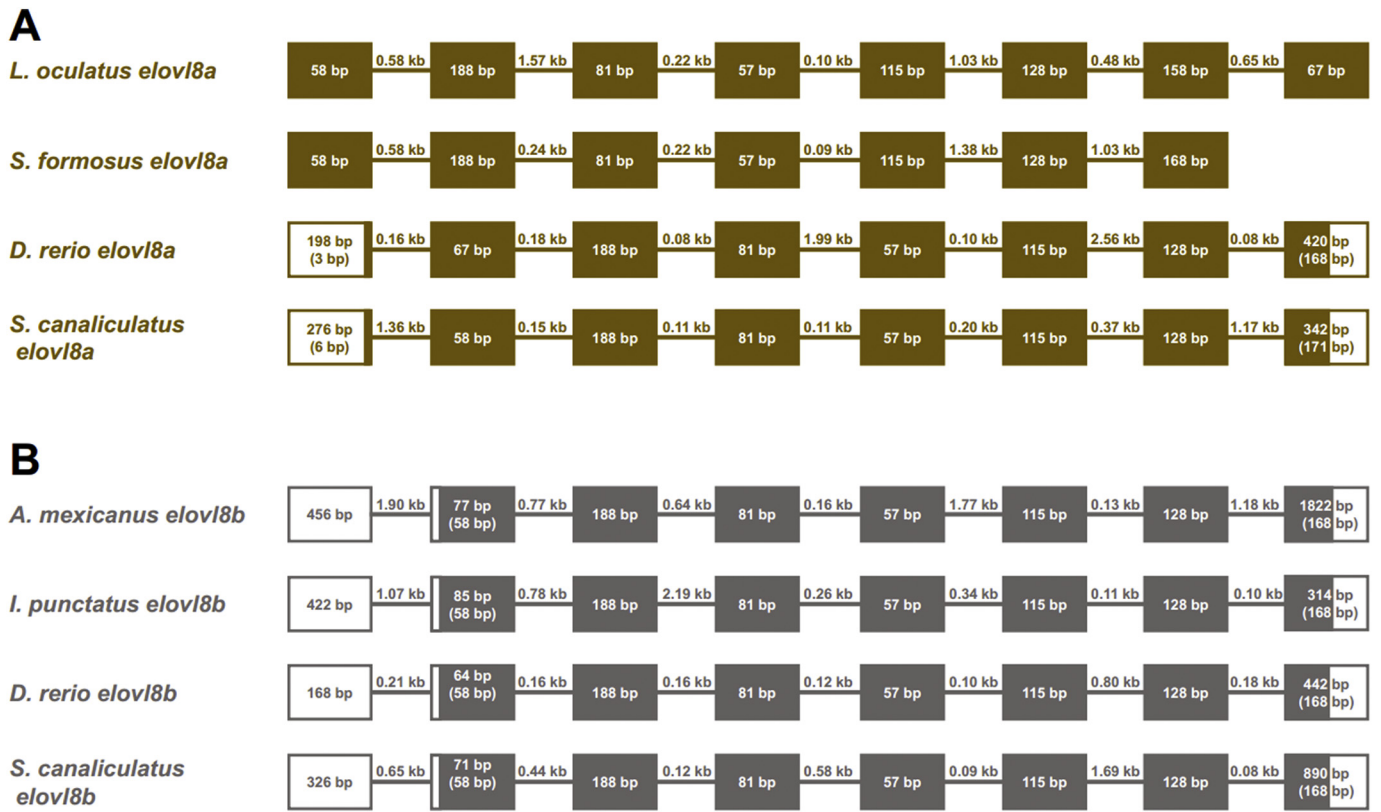 A
L. oculatus elovl8a
58 bp 0.58 kb 188 bp 1.57 kb 81 bp 0.22 kb 57 bp 0.10 kb 115 bp 1.03 kb 128 bp 0.48 kb 158 bp 0.65 kb 67 bp
S. formosus elovl8a
58 bp 0.58 kb 188 bp 0.24 kb 81 bp 0.22 kb 57 bp 0.09 kb 115 bp 1.38 kb 128 bp 1.03 kb 168 bp
D. rerio elovl8a
198 bp (3 bp) 0.16 kb 67 bp 0.18 kb 188 bp 0.08 kb 81 bp 1.99 kb 57 bp 0.10 kb 115 bp 2.56 kb 128 bp 0.08 kb 420 bp (168 bp)
S. canaliculatus
elovl8a
276 bp (6 bp) 1.36 kb 58 bp 0.15 kb 188 bp 0.11 kb 81 bp 0.11 kb 57 bp 0.20 kb 115 bp 0.37 kb 128 bp 1.17 kb 342 bp (171 bp)
B
A. mexicanus elovl8b
456 bp 1.90 kb 77 bp (58 bp) 0.77 kb 188 bp 0.64 kb 81 bp 0.16 kb 57 bp 1.77 kb 115 bp 0.13 kb 128 bp 1.18 kb 1822 bp (168 bp)
I. punctatus elovl8b
422 bp 1.07 kb 85 bp (58 bp) 0.78 kb 188 bp 2.19 kb 81 bp 0.26 kb 57 bp 0.34 kb 115 bp 0.11 kb 128 bp 0.10 kb 314 bp (168 bp)
D. rerio elovl8b
168 bp 0.21 kb 64 bp (58 bp) 0.16 kb 188 bp 0.16 kb 81 bp 0.12 kb 57 bp 0.10 kb 115 bp 0.80 kb 128 bp 0.18 kb 442 bp (168 bp)
S. canaliculatus
elovl8b
326 bp 0.65 kb 71 bp (58 bp) 0.44 kb 188 bp 0.12 kb 81 bp 0.58 kb 57 bp 0.09 kb 115 bp 1.69 kb 128 bp 0.08 kb 890 bp (168 bp)